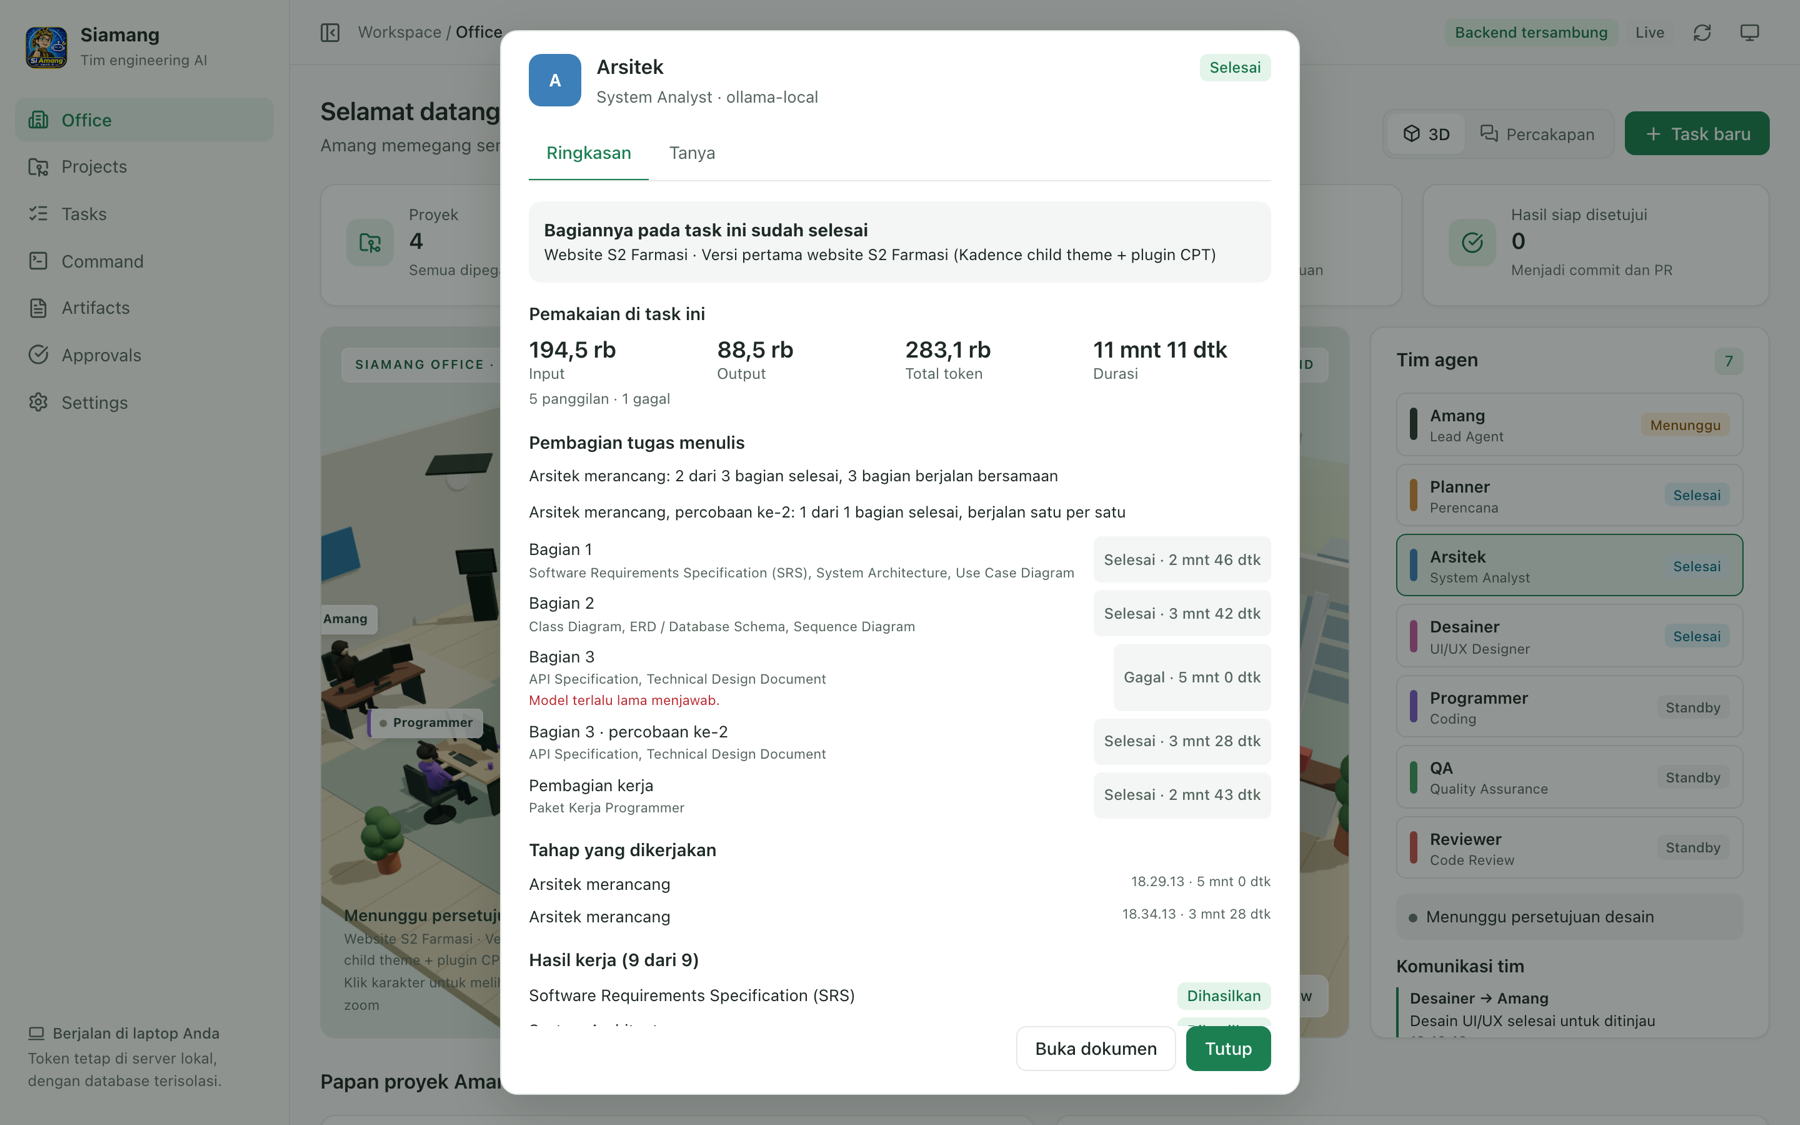 Siamang
Tim engineering AI
Office
Projects
Tasks
Command
Artifacts
Approvals
Settings
Berjalan di laptop Anda
Token tetap di server lokal,
dengan database terisolasi.
Workspace / Office
Backend tersambung
Live
Selamat datang
Amang memegang ser
3D
Percakapan
+ Task baru
Proyek
4
Semua dipega
uan
Hasil siap disetujui
0
Menjadi commit dan PR
SIAMANG OFFICE ·
ND
Amang
Programmer
Menunggu persetuju
Website S2 Farmasi · Ve
child theme + plugin CP
Klik karakter untuk melih
zoom
w
Papan proyek Aman
Arsitek
System Analyst · ollama-local
Selesai
Ringkasan
Tanya
Bagiannya pada task ini sudah selesai
Website S2 Farmasi · Versi pertama website S2 Farmasi (Kadence child theme + plugin CPT)
Pemakaian di task ini
194,5 rb
Input
88,5 rb
Output
283,1 rb
Total token
11 mnt 11 dtk
Durasi
5 panggilan · 1 gagal
Pembagian tugas menulis
Arsitek merancang: 2 dari 3 bagian selesai, 3 bagian berjalan bersamaan
Arsitek merancang, percobaan ke-2: 1 dari 1 bagian selesai, berjalan satu per satu
Bagian 1
Software Requirements Specification (SRS), System Architecture, Use Case Diagram
Selesai · 2 mnt 46 dtk
Bagian 2
Class Diagram, ERD / Database Schema, Sequence Diagram
Selesai · 3 mnt 42 dtk
Bagian 3
API Specification, Technical Design Document
Model terlalu lama menjawab.
Gagal · 5 mnt 0 dtk
Bagian 3 · percobaan ke-2
API Specification, Technical Design Document
Selesai · 3 mnt 28 dtk
Pembagian kerja
Paket Kerja Programmer
Selesai · 2 mnt 43 dtk
Tahap yang dikerjakan
Arsitek merancang
18.29.13 · 5 mnt 0 dtk
Arsitek merancang
18.34.13 · 3 mnt 28 dtk
Hasil kerja (9 dari 9)
Software Requirements Specification (SRS)
Dihasilkan
Buka dokumen
Tutup
Tim agen
7
Amang
Lead Agent
Menunggu
Planner
Perencana
Selesai
Arsitek
System Analyst
Selesai
Desainer
UI/UX Designer
Selesai
Programmer
Coding
Standby
QA
Quality Assurance
Standby
Reviewer
Code Review
Standby
Menunggu persetujuan desain
Komunikasi tim
Desainer → Amang
Desain UI/UX selesai untuk ditinjau